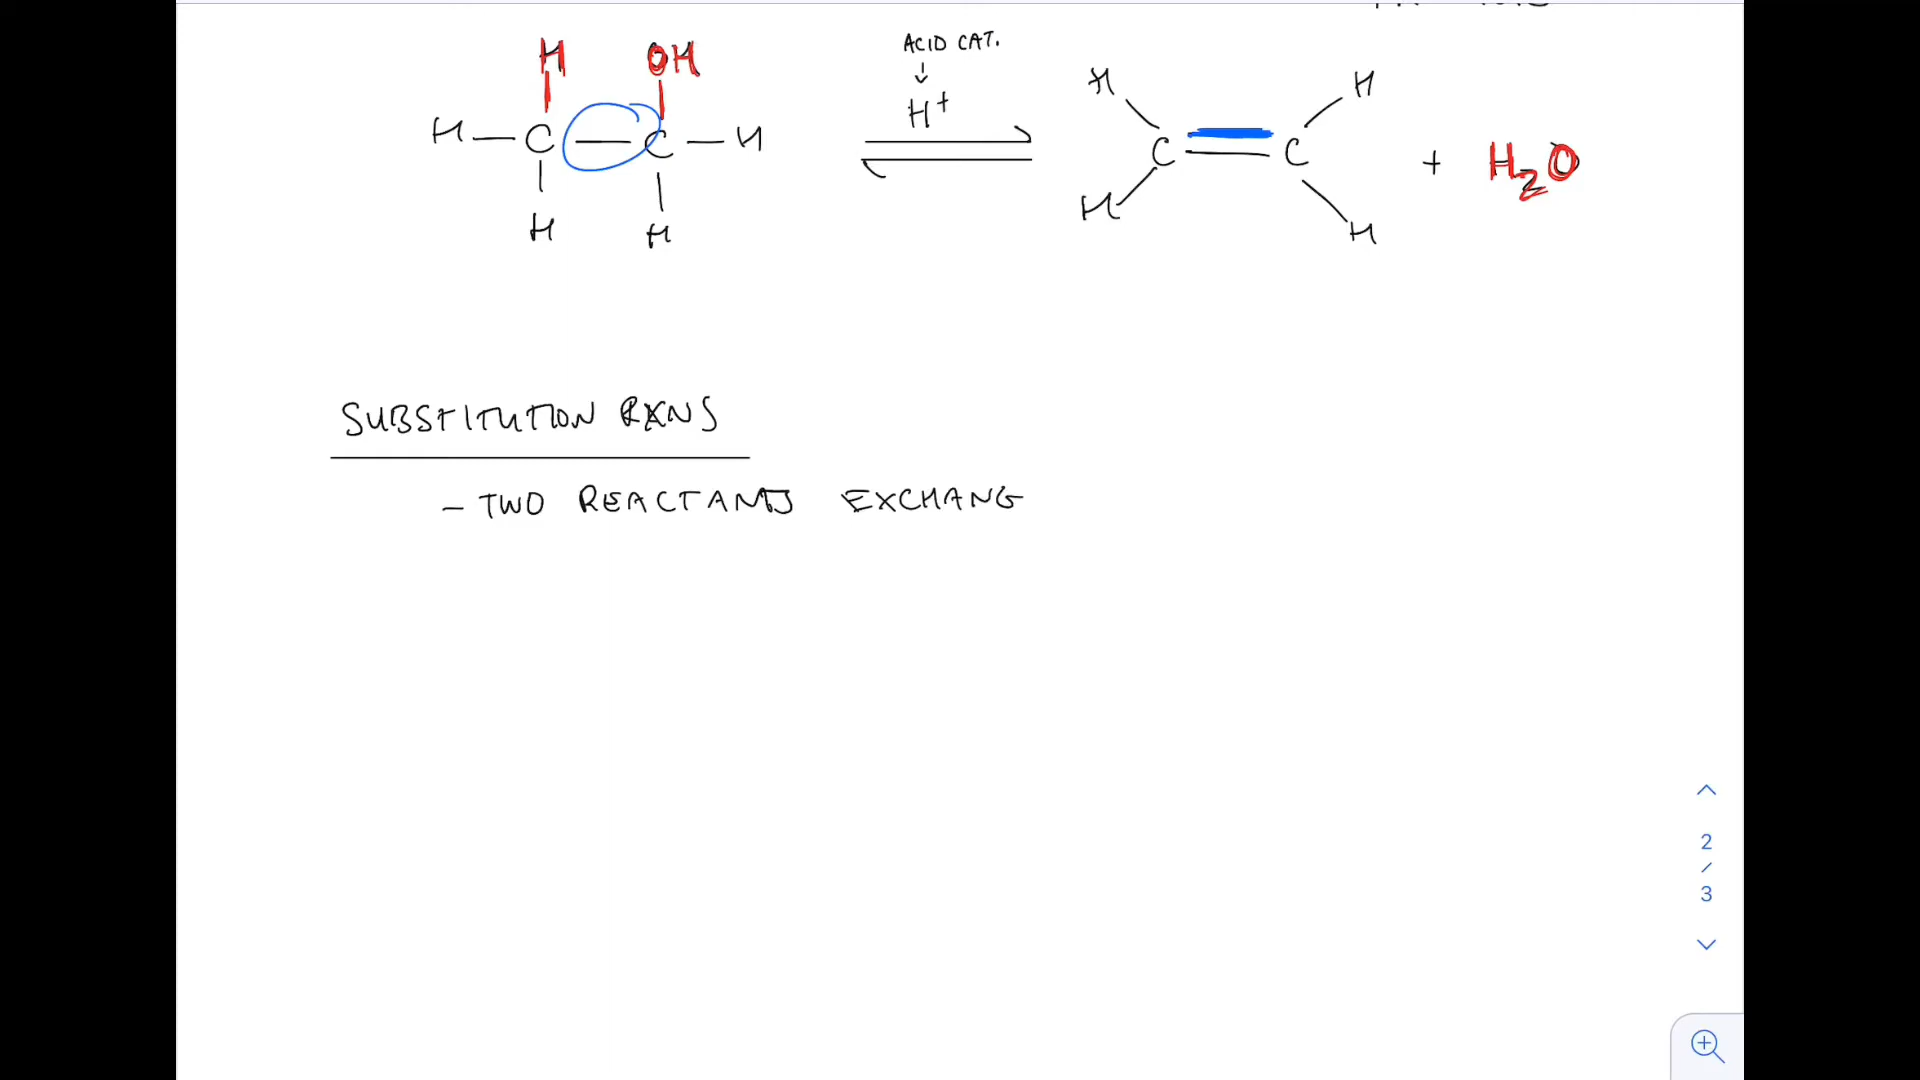 H OH ACID CAT.
H H
H+
H — C — C — H C = C + H2O
H H H H
SUBSTITUTION RXNS
- TWO REACTANTS EXCHANG
2
/
3